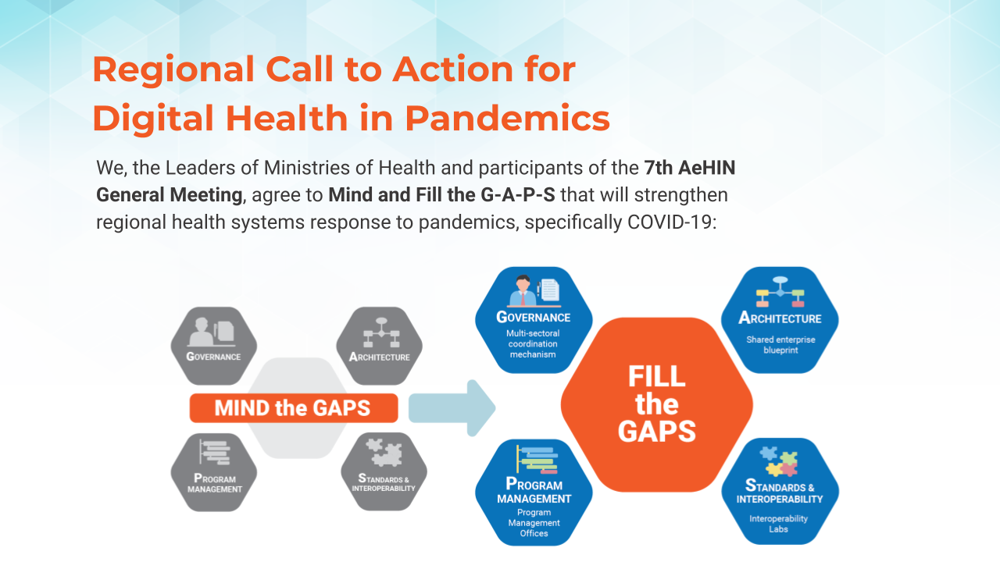 Regional Call to Action for
Digital Health in Pandemics
We, the Leaders of Ministries of Health and participants of the 7th AeHIN
General Meeting, agree to Mind and Fill the G-A-P-S that will strengthen
regional health systems response to pandemics, specifically COVID-19:
GOVERNANCE
ARCHITECTURE
MIND the GAPS
PROGRAM
MANAGEMENT
STANDARDS &
INTEROPERABILITY
GOVERNANCE
Multi-sectoral
coordination
mechanism
ARCHITECTURE
Shared enterprise
blueprint
FILL
the
GAPS
PROGRAM
MANAGEMENT
Program
Management
Offices
STANDARDS &
INTEROPERABILITY
Interoperability
Labs